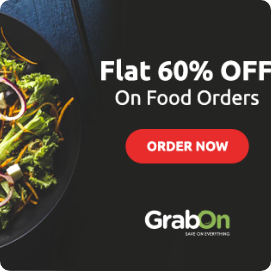 Flat 60% OFF
On Food Orders
ORDER NOW
GrabOn
SAVE ON EVERYTHING